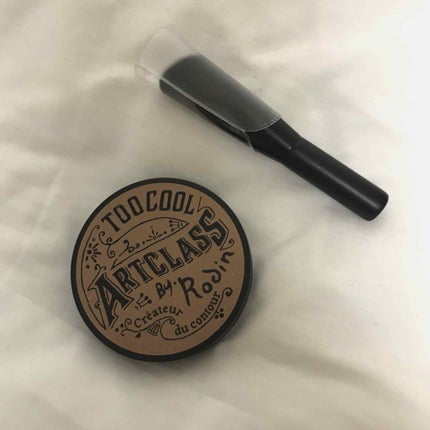 TOO COOL
ARTCLASS
By. Rodin
Créateur
du contour